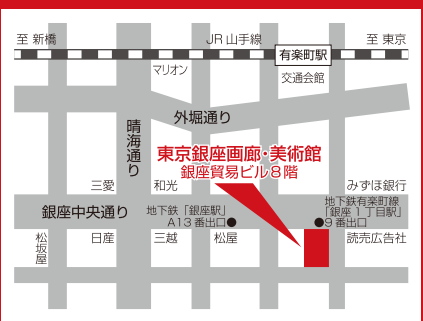 至 新橋
JR 山手線
有楽町駅
至 東京
マリオン
交通会館
外堀通り
晴海通り
東京銀座画廊・美術館
銀座貿易ビル8階
三愛
和光
みずほ銀行
銀座中央通り
地下鉄「銀座駅」
A13番出口●
地下鉄有楽町線
「銀座1丁目駅」
●9番出口
松坂屋
日産
三越
松屋
読売広告社